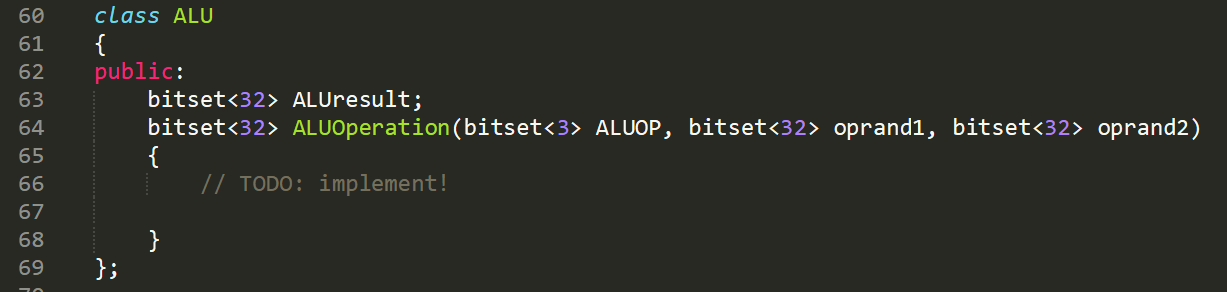 60 class ALU
61 {
62 public:
63 bitset<32> ALUresult;
64 bitset<32> ALUOperation(bitset<3> ALUOP, bitset<32> oprand1, bitset<32> oprand2)
65 {
66 // TODO: implement!
67
68 }
69 };